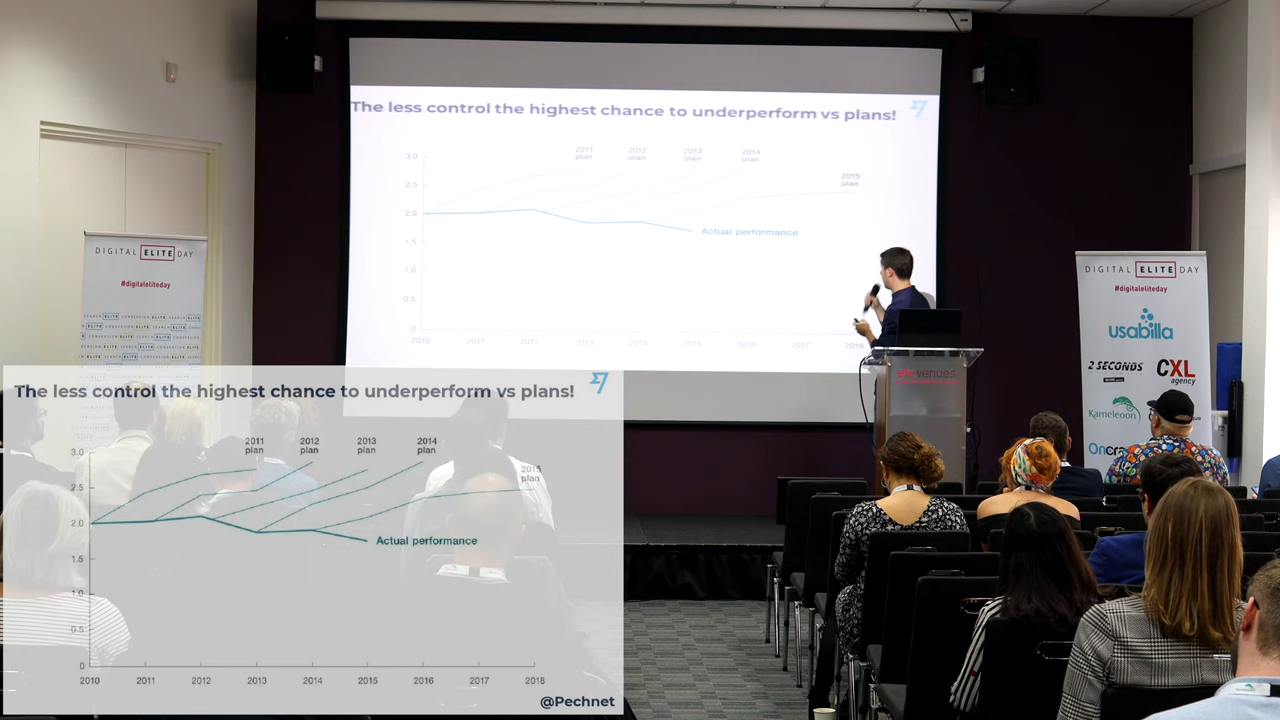 The less control the highest chance to underperform vs plans!
2011
plan
2012
plan
2013
plan
2014
plan
2015
plan
3.0
2.5
2.0
1.5
1.0
0.5
0
Actual performance
2010 2011 2012 2013 2014 2015 2016 2017 2018
DIGITAL ELITE DAY
#digitaleliteday
DIGITAL ELITE DAY
#digitaleliteday
usabilla
2 SECONDS
CXL
agency
Kameleoon
etc.venues
The less control the highest chance to underperform vs plans!
2011
plan
2012
plan
2013
plan
2014
plan
2015
plan
3.0
2.5
2.0
1.5
1.0
0.5
0
Actual performance
2010 2011 2012 2013 2014 2015 2016 2017 2018
@Pechnet